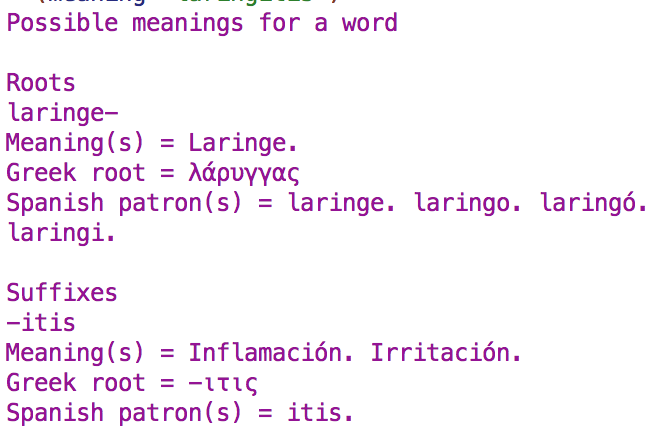 Possible meanings for a word
Roots
laringe-
Meaning(s) = Laringe.
Greek root = λάρυγγας
Spanish patron(s) = laringe. laringo. laringó.
laringi.
Suffixes
-itis
Meaning(s) = Inflamación. Irritación.
Greek root = -ιτις
Spanish patron(s) = itis.